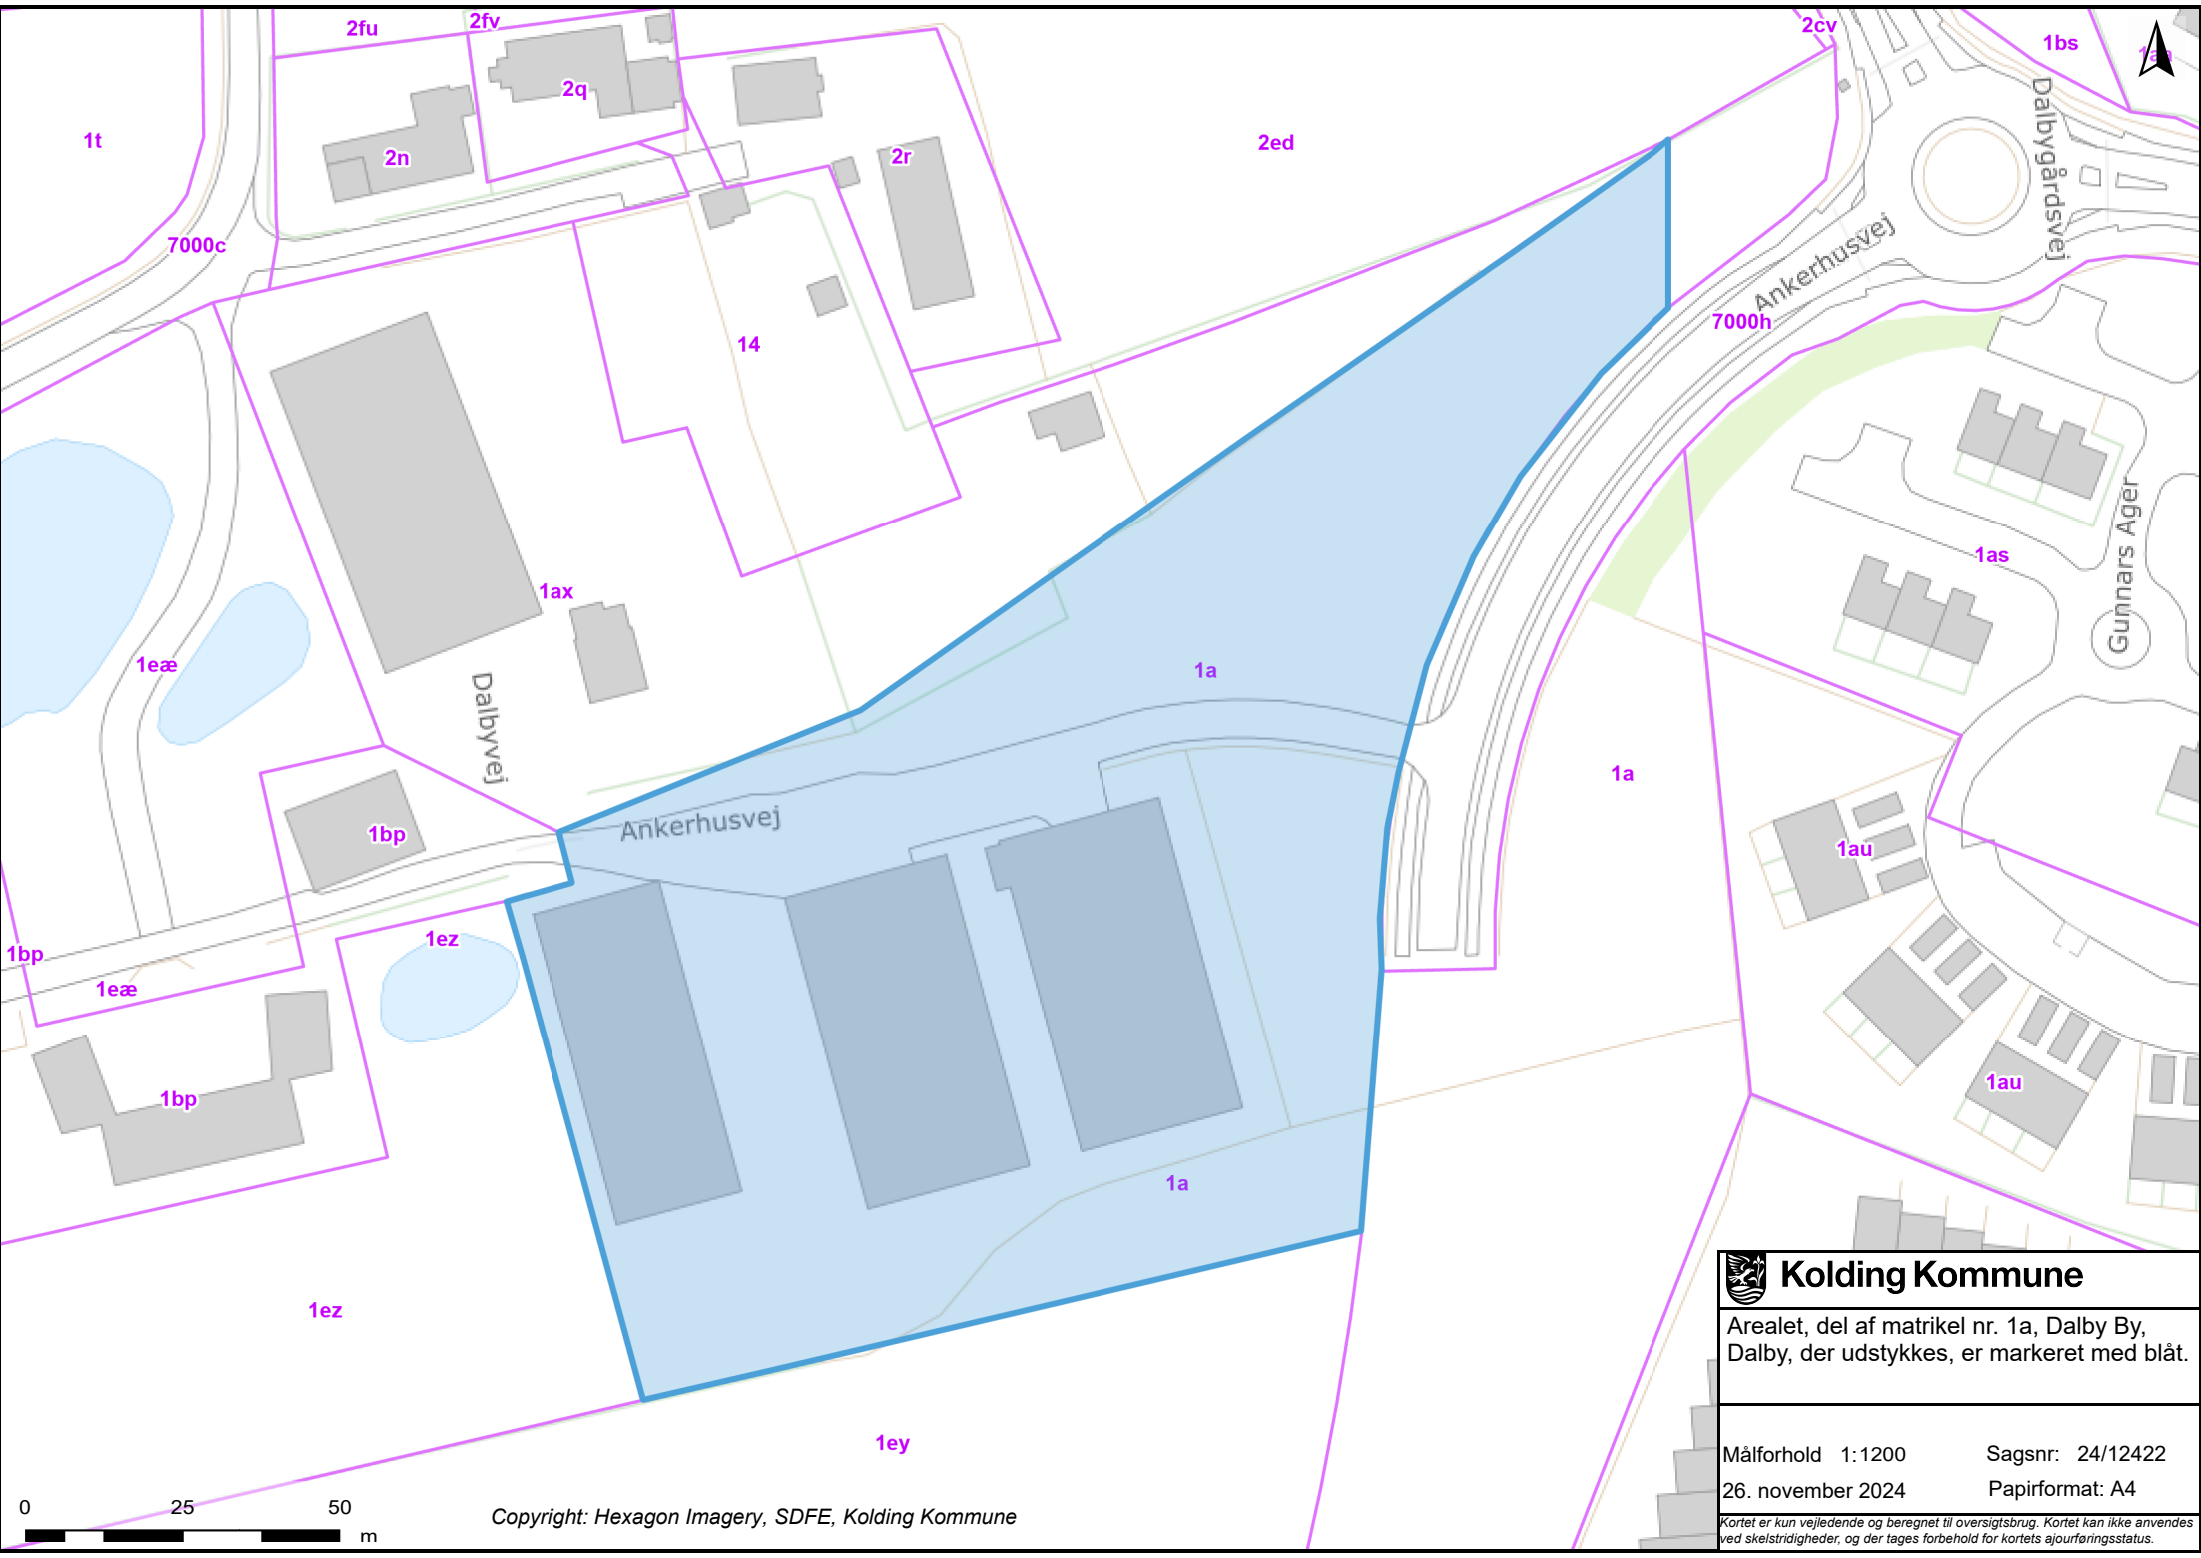 2fu
2fv
2cv
1bs
1t
2q
2n
2r
2ed
Dalbygårdsvej
7000c
Ankerhusvej
7000h
14
1as
Gunnars Ager
1ax
1eæ
1a
Dalbyvej
1a
Ankerhusvej
1bp
1au
1ez
1bp
1eæ
1au
1bp
1a
1ez
1ey
Kolding Kommune
Arealet, del af matrikel nr. 1a, Dalby By,
Dalby, der udstykkes, er markeret med blåt.
Målforhold 1:1200
Sagsnr: 24/12422
26. november 2024
Papirformat: A4
Kortet er kun vejledende og beregnet til oversigtsbrug. Kortet kan ikke anvendes
ved skelstridigheder, og der tages forbehold for kortets ajourføringsstatus.
0 25 50
m
Copyright: Hexagon Imagery, SDFE, Kolding Kommune